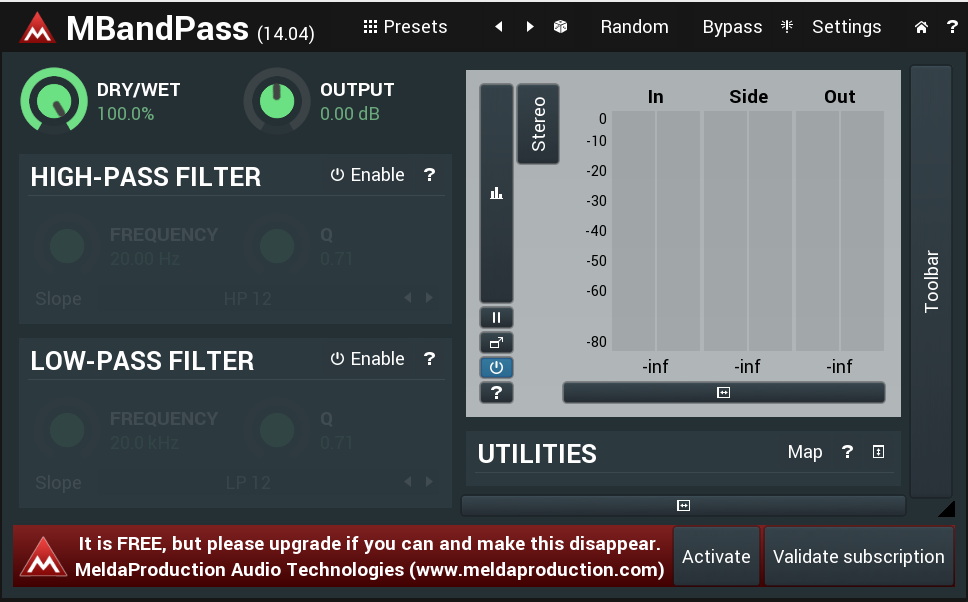 MBandPass (14.04)
Presets
Random
Bypass
Settings
?
DRY/WET
100.0%
OUTPUT
0.00 dB
HIGH-PASS FILTER
Enable ?
FREQUENCY
20.00 Hz
Q
0.71
Slope
HP 12
LOW-PASS FILTER
Enable ?
FREQUENCY
20.0 kHz
Q
0.71
Slope
LP 12
Stereo
?
In Side Out
0
-10
-20
-30
-40
-50
-60
-80
-inf -inf -inf
UTILITIES
Map ?
Toolbar
It is FREE, but please upgrade if you can and make this disappear.
MeldaProduction Audio Technologies (www.meldaproduction.com)
Activate
Validate subscription